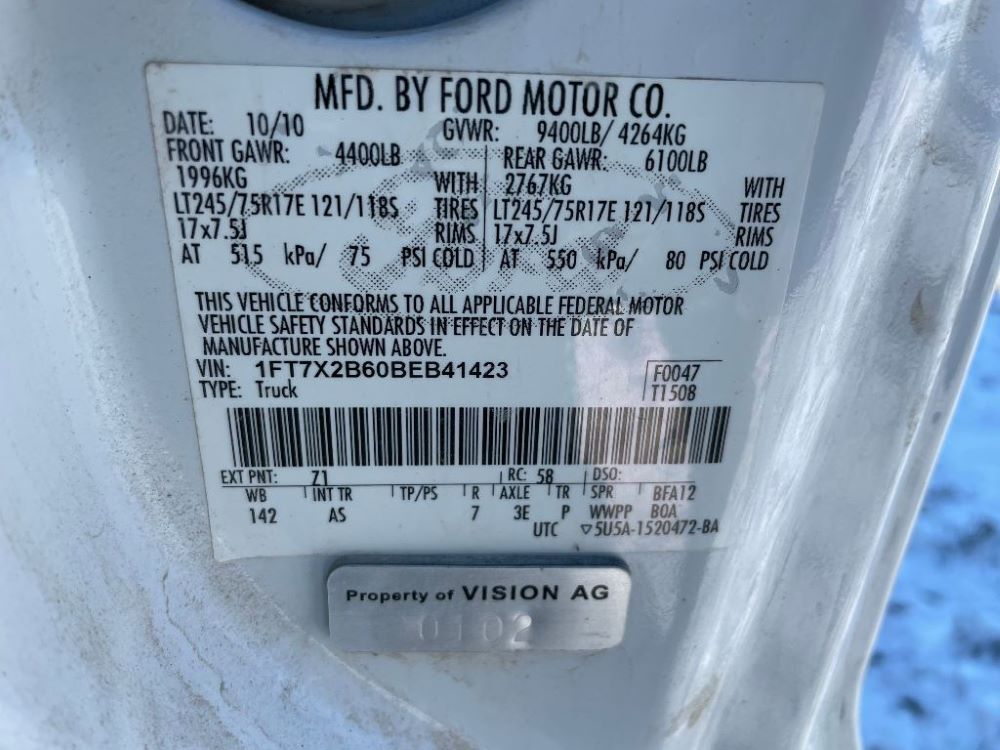 MFD. BY FORD MOTOR CO.
DATE: 10/10 GVWR: 9400LB/ 4264KG
FRONT GAWR: 4400LB REAR GAWR: 6100LB
1996KG WITH 2767KG WITH
LT245/75R17E 121/118S TIRES LT245/75R17E 121/118S TIRES
17x7.5J RIMS 17x7.5J RIMS
AT 515 kPa/ 75 PSI COLD AT 550 kPa/ 80 PSI COLD
THIS VEHICLE CONFORMS TO ALL APPLICABLE FEDERAL MOTOR
VEHICLE SAFETY STANDARDS IN EFFECT ON THE DATE OF
MANUFACTURE SHOWN ABOVE.
VIN: 1FT7X2B60BEB41423 F0047
TYPE: Truck T1508
EXT PNT: Z1 RC: 58 DSO:
WB INT TR TP/PS R AXLE TR SPR BFA12
142 AS 7 3E P WWPP BOA
UTC ▽5U5A-1520472-BA
Property of VISION AG
0102